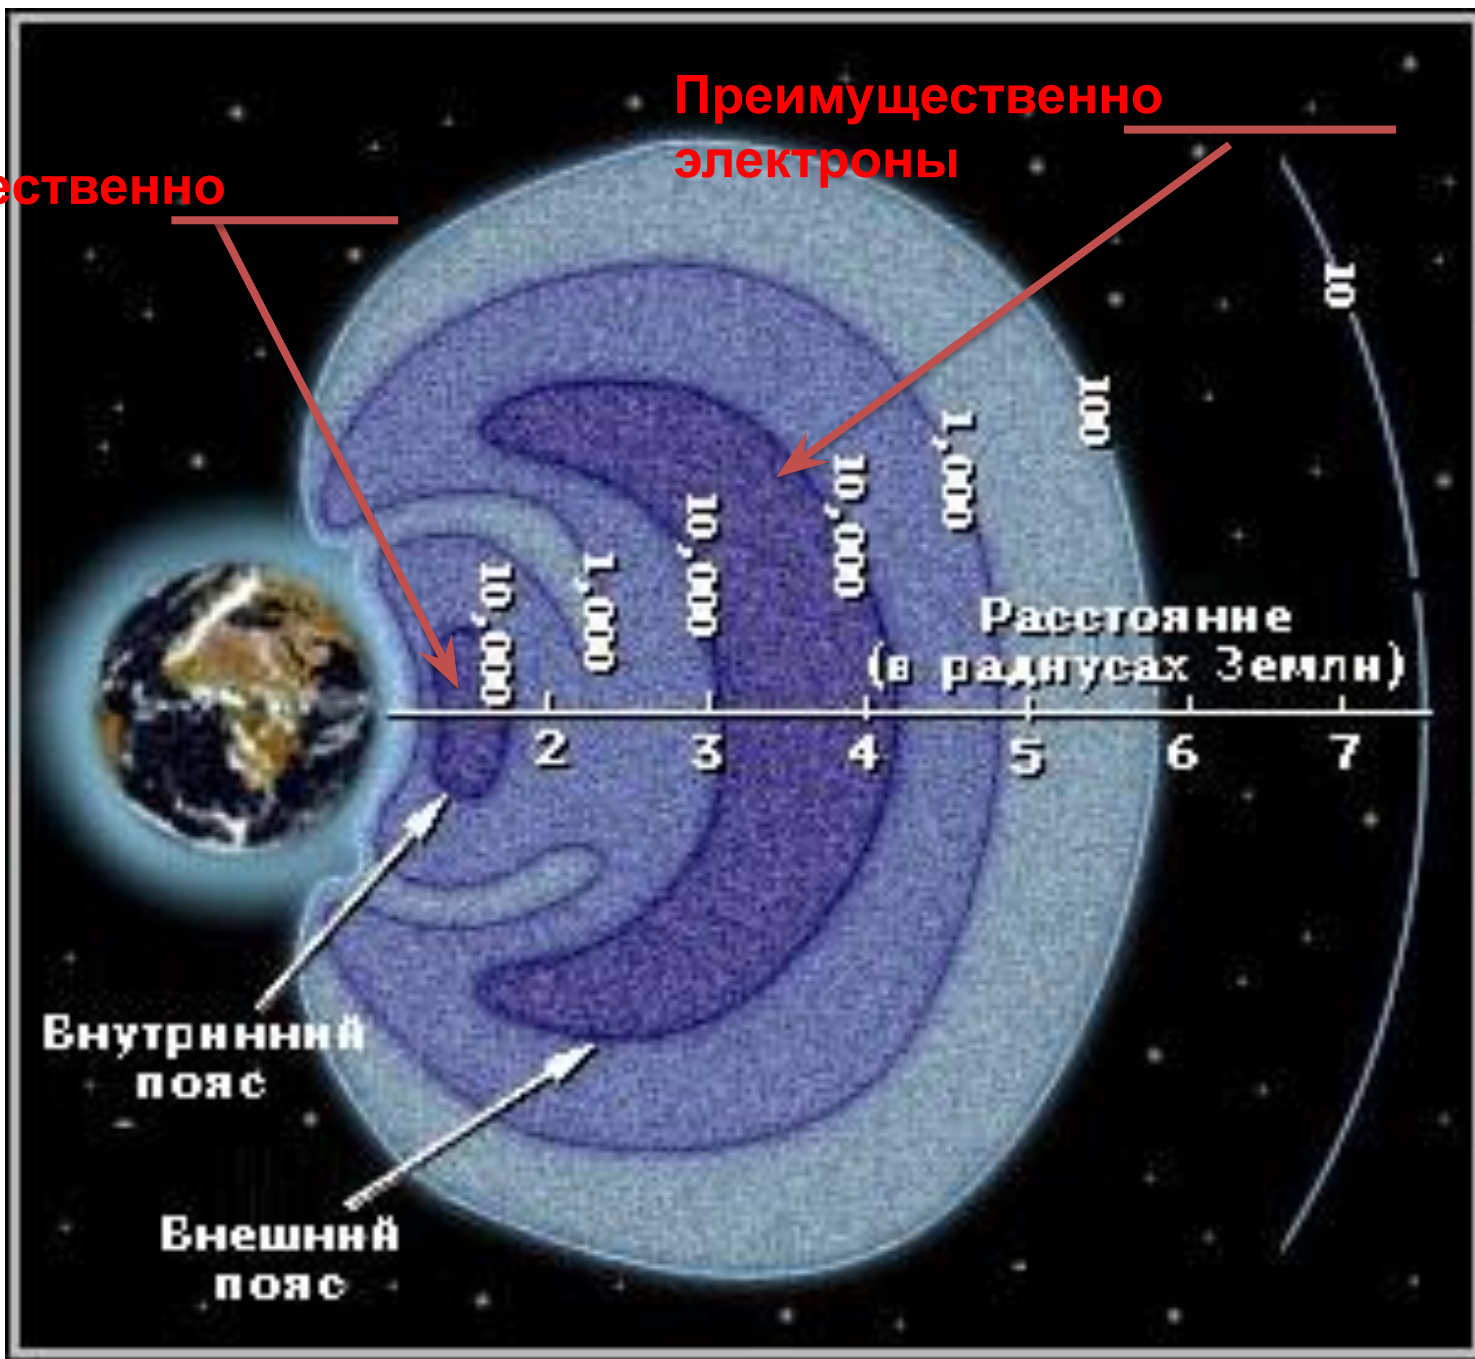 Преимущественно
электроны
ественно
10
100
1,000
10,000
10,000
1,000
10,000
Расстояние
(в радиусах Земли)
2 3 4 5 6 7
Внутринний
пояс
Внешний
пояс